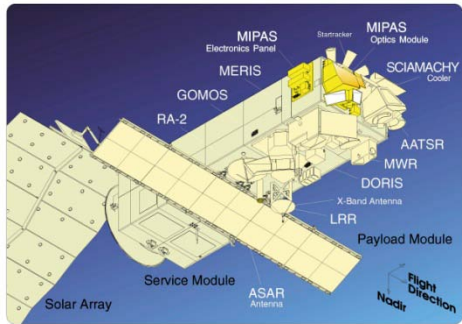 MIPAS
Electronics Panel
Startracker
MIPAS
Optics Module
MERIS
SCIAMACHY
Cooler
GOMOS
RA-2
AATSR
MWR
DORIS
X-Band Antenna
LRR
Payload Module
Service Module
ASAR
Antenna
Solar Array
Flight
Direction
Nadir